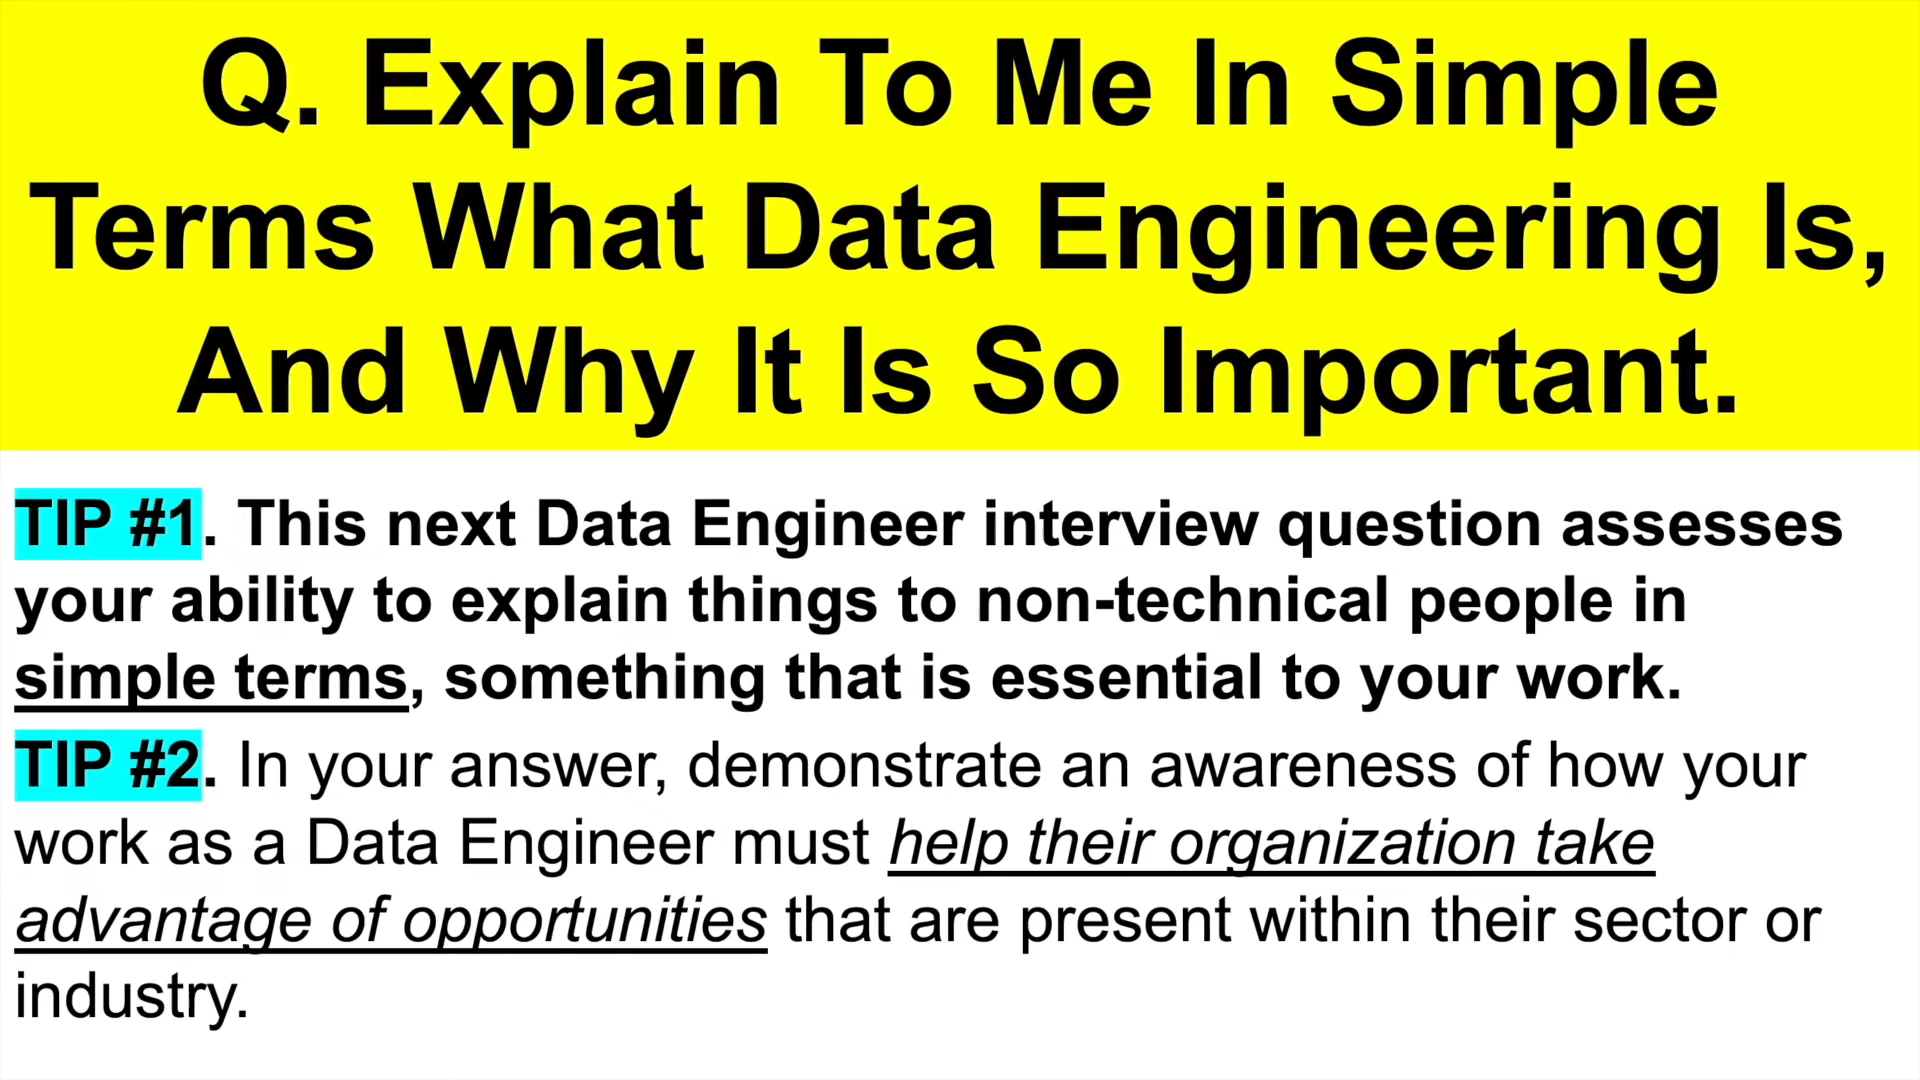 Q. Explain To Me In Simple
Terms What Data Engineering Is,
And Why It Is So Important.
TIP #1. This next Data Engineer interview question assesses
your ability to explain things to non-technical people in
simple terms, something that is essential to your work.
TIP #2. In your answer, demonstrate an awareness of how your
work as a Data Engineer must help their organization take
advantage of opportunities that are present within their sector or
industry.